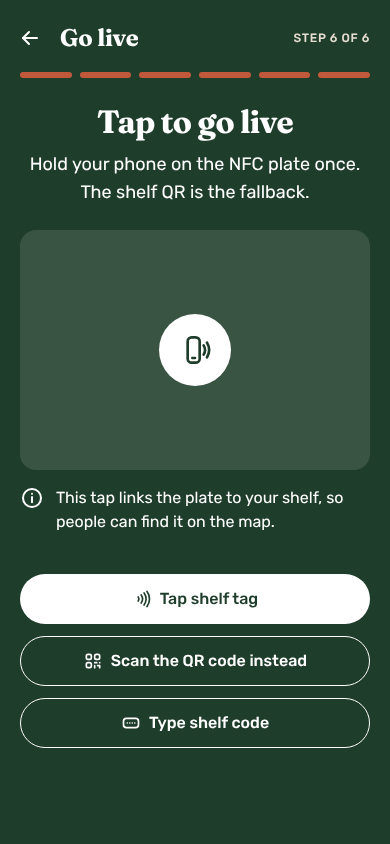 Go live
STEP 6 OF 6
Tap to go live
Hold your phone on the NFC plate once.
The shelf QR is the fallback.
This tap links the plate to your shelf, so
people can find it on the map.
Tap shelf tag
Scan the QR code instead
Type shelf code